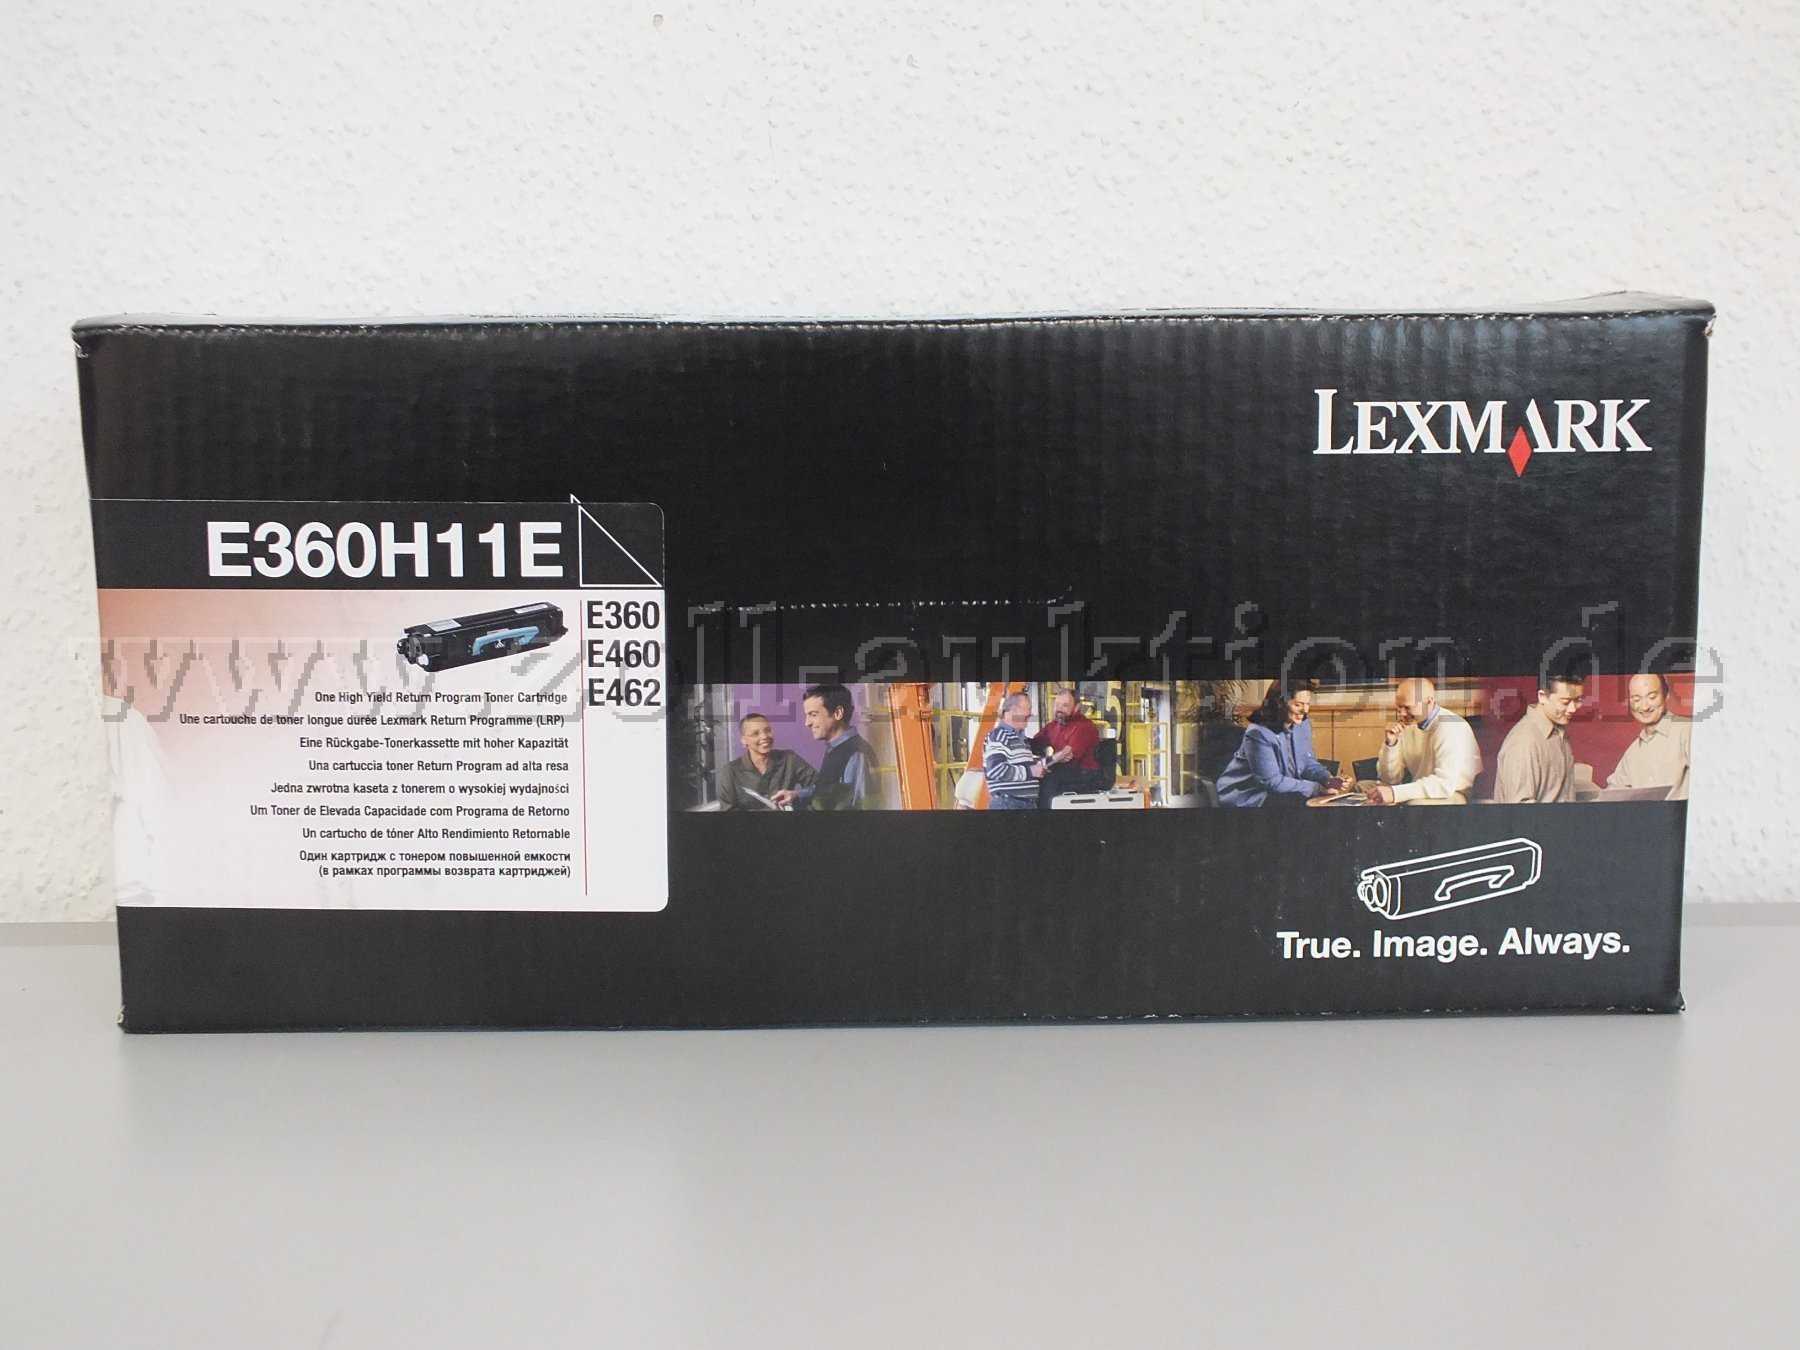 LEXMARK
E360H11E
E360
E460
E462
www.zoll-auktion.de
One High Yield Return Program Toner Cartridge
Une cartouche de toner longue durée Lexmark Return Programme (LRP)
Eine Rückgabe-Tonerkassette mit hoher Kapazität
Una cartuccia toner Return Program ad alta resa
Jedna zwrotna kaseta z tonerem o wysokiej wydajności
Um Toner de Elevada Capacidade com Programa de Retorno
Un cartucho de tóner Alto Rendimiento Retornable
Один картридж с тонером повышенной емкости
(в рамках программы возврата картриджей)
True. Image. Always.